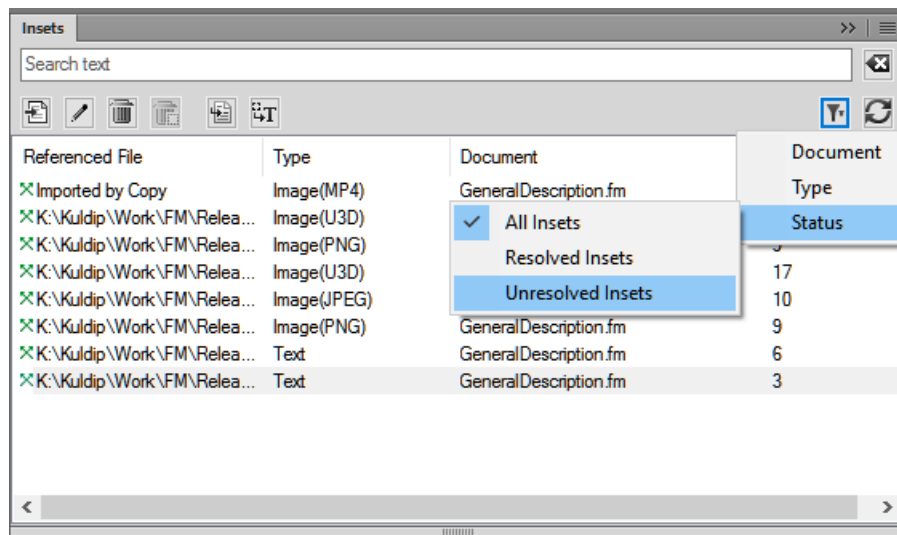 Insets
Search text
Referenced File Type Document
Document
Type
Status
Imported by Copy Image(MP4) GeneralDescription.fm
K:\Kuldip\Work\FM\Relea... Image(U3D)
K:\Kuldip\Work\FM\Relea... Image(PNG)
K:\Kuldip\Work\FM\Relea... Image(U3D) 17
K:\Kuldip\Work\FM\Relea... Image(JPEG) 10
K:\Kuldip\Work\FM\Relea... Image(PNG) GeneralDescription.fm 9
K:\Kuldip\Work\FM\Relea... Text GeneralDescription.fm 6
K:\Kuldip\Work\FM\Relea... Text GeneralDescription.fm 3
All Insets
Resolved Insets
Unresolved Insets